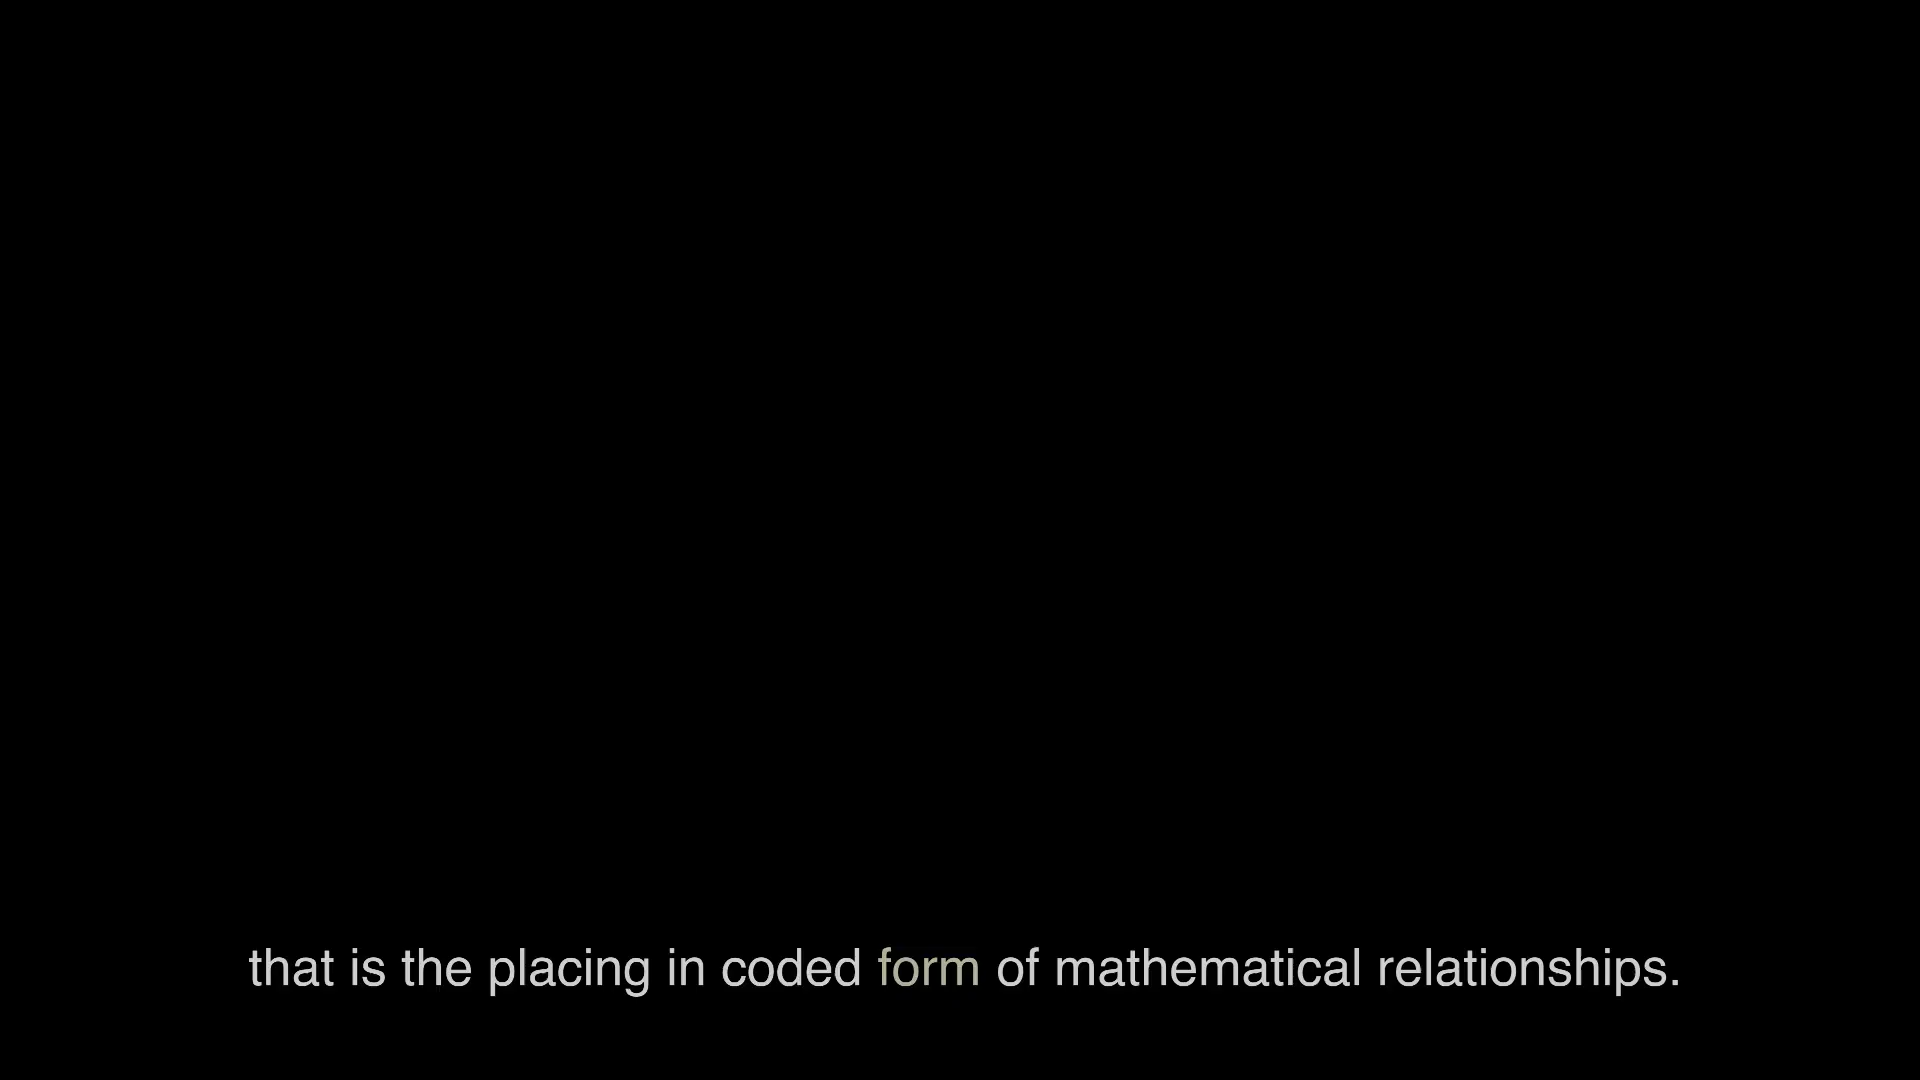 that is the placing in coded form of mathematical relationships.